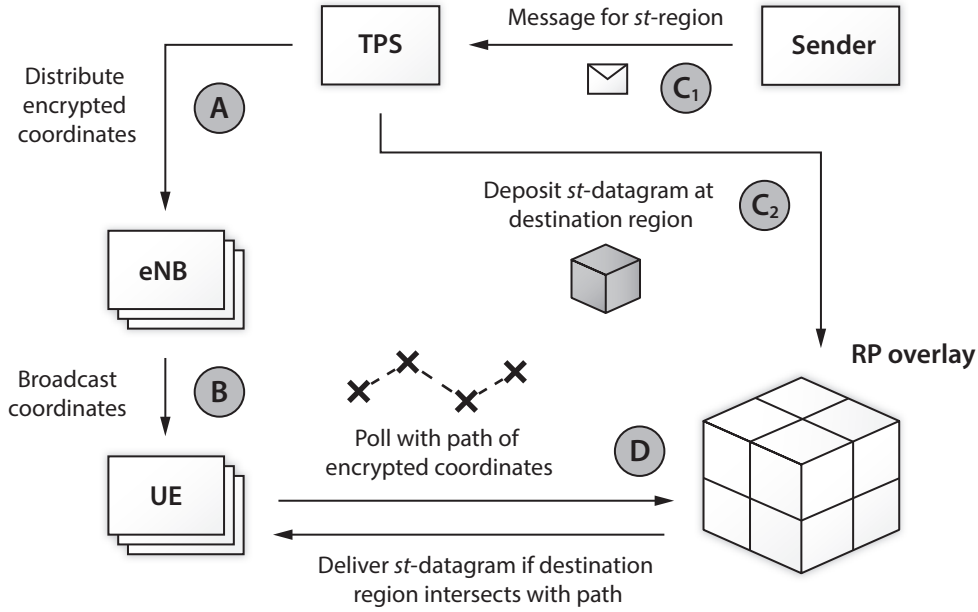 Message for st-region
TPS
Sender
C₁
Distribute
encrypted
coordinates
A
Deposit st-datagram at
destination region
C₂
eNB
RP overlay
Broadcast
coordinates
B
Poll with path of
encrypted coordinates
D
UE
Deliver st-datagram if destination
region intersects with path